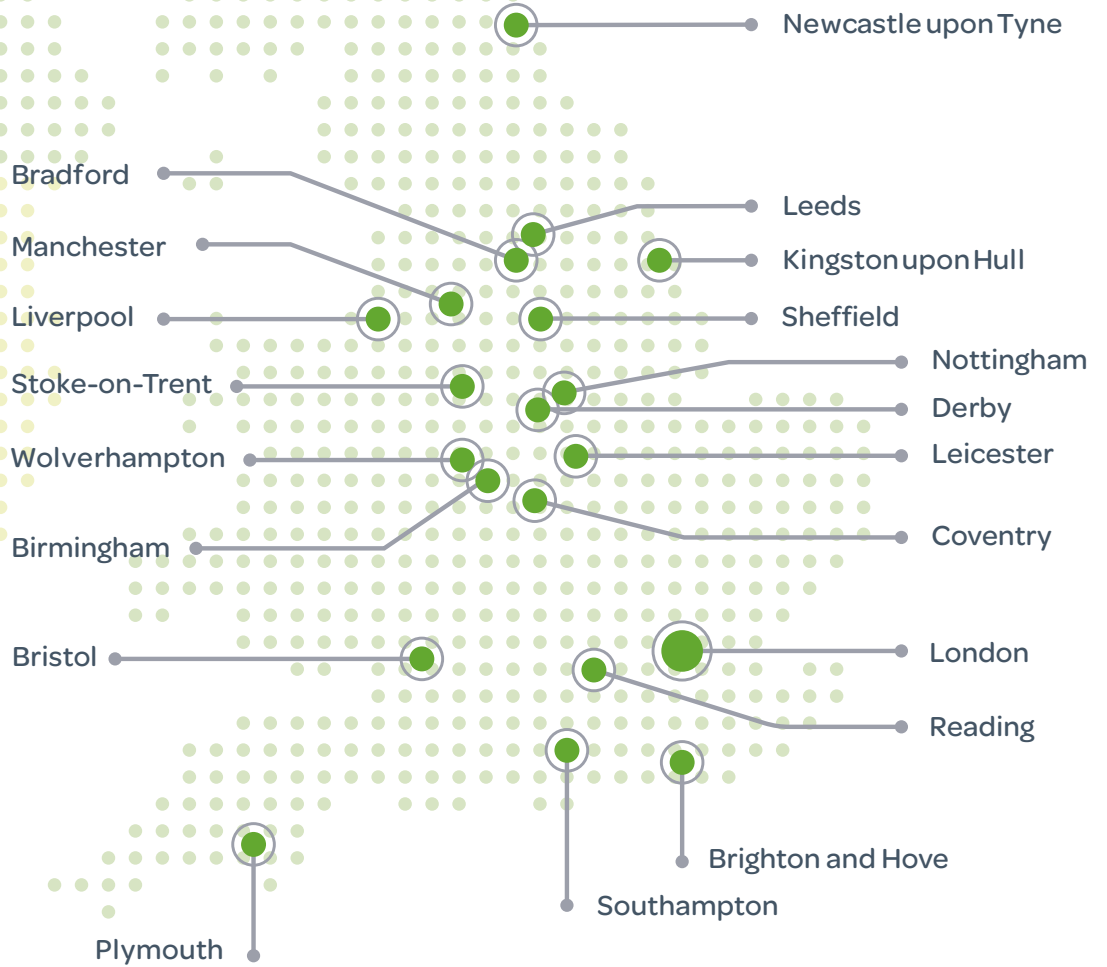 Newcastle upon Tyne
Bradford
Leeds
Manchester
Kingston upon Hull
Liverpool
Sheffield
Nottingham
Stoke-on-Trent
Derby
Leicester
Wolverhampton
Coventry
Birmingham
London
Bristol
Reading
Brighton and Hove
Southampton
Plymouth